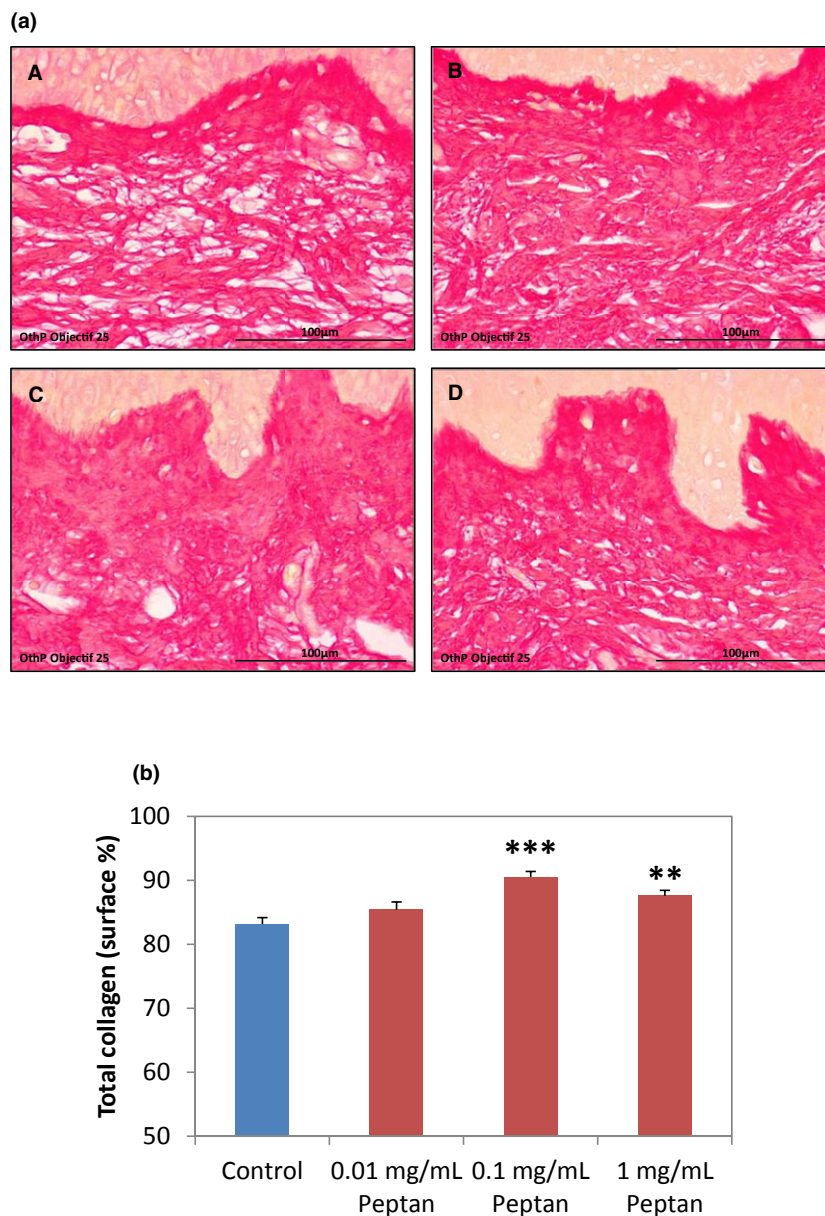 (a)
A
B
OthP Objectif 25
100µm
OthP Objectif 25
100µm
C
D
OthP Objectif 25
100µm
OthP Objectif 25
100µm
(b)
Total collagen (surface %)
100
90
80
70
60
50
***
**
Control
0.01 mg/mL
Peptan
0.1 mg/mL
Peptan
1 mg/mL
Peptan